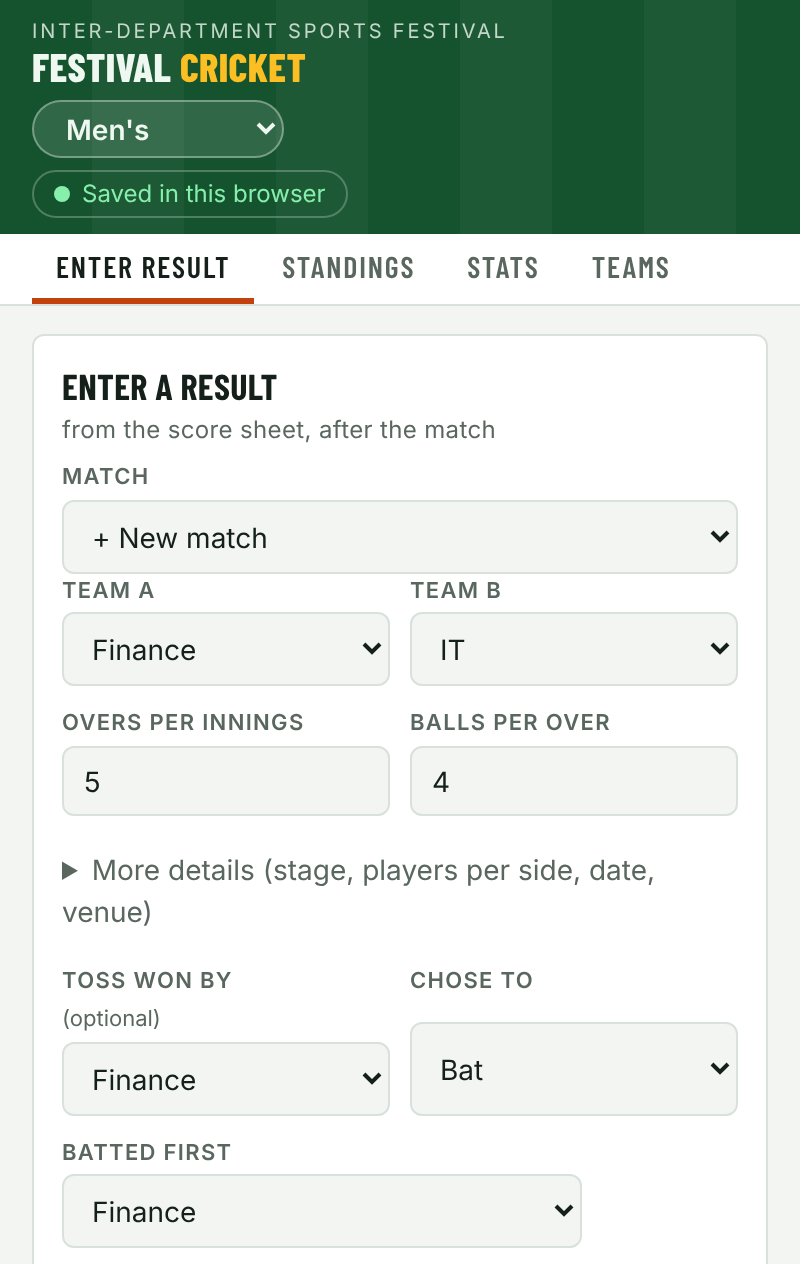 INTER-DEPARTMENT SPORTS FESTIVAL
FESTIVAL CRICKET
Men's
Saved in this browser
ENTER RESULT STANDINGS STATS TEAMS
ENTER A RESULT
from the score sheet, after the match
MATCH
+ New match
TEAM A TEAM B
Finance IT
OVERS PER INNINGS BALLS PER OVER
5 4
▶ More details (stage, players per side, date,
venue)
TOSS WON BY CHOSE TO
(optional)
Finance Bat
BATTED FIRST
Finance